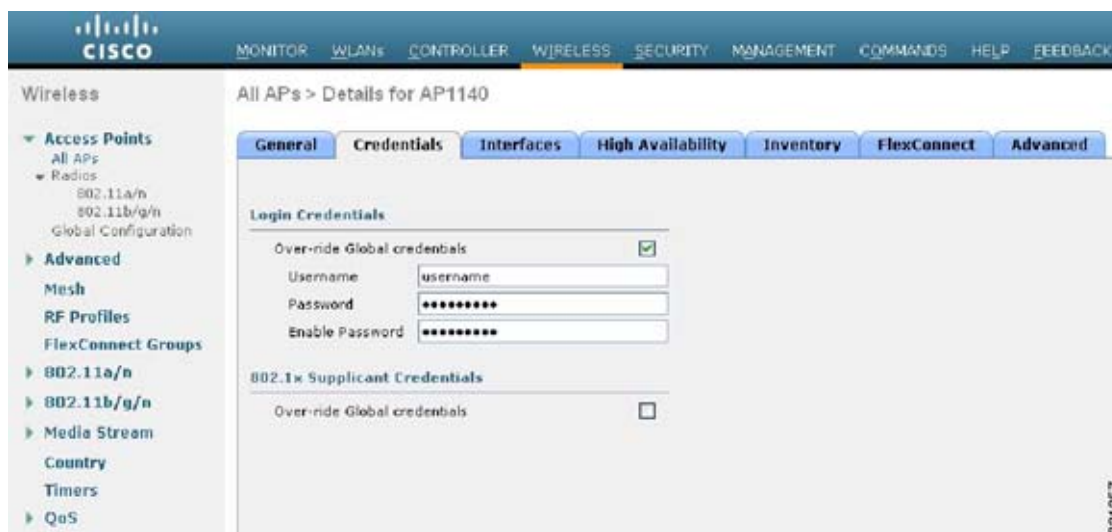 CISCO
MONITOR WLANs CONTROLLER WIRELESS SECURITY MANAGEMENT COMMANDS HELP FEEDBACK
Wireless
Access Points
All APs
Radios
802.11a/n
802.11b/g/n
Global Configuration
Advanced
Mesh
RF Profiles
FlexConnect Groups
802.11a/n
802.11b/g/n
Media Stream
Country
Timers
QoS
All APs > Details for AP1140
General Credentials Interfaces High Availability Inventory FlexConnect Advanced
Login Credentials
Over-ride Global credentials
Username username
Password •••••••••
Enable Password •••••••••
802.1x Supplicant Credentials
Over-ride Global credentials